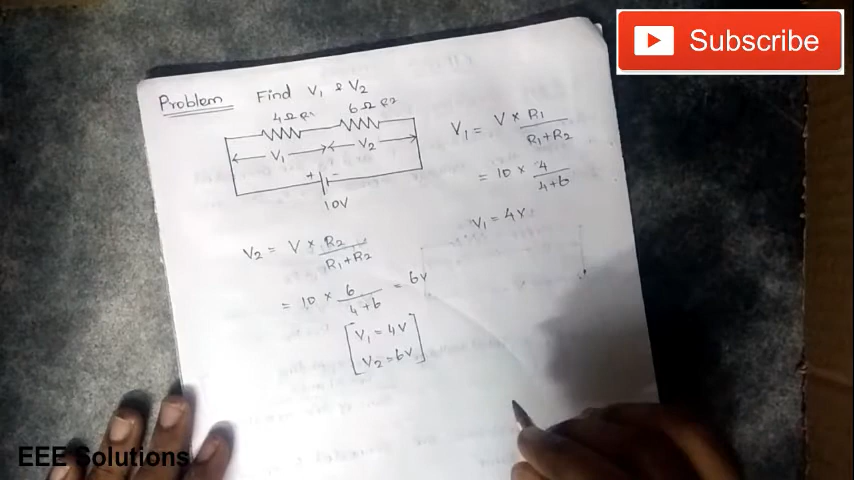 Subscribe
Problem Find V1 & V2
4Ω R1 6Ω R2
V1 V2
+ -
10V
V1 = V × R1/R1+R2
= 10 × 4/4+6
V1 = 4V
V2 = V × R2/R1+R2
= 10 × 6/4+6 = 6V
V1 = 4V
V2 = 6V
EEE Solutions